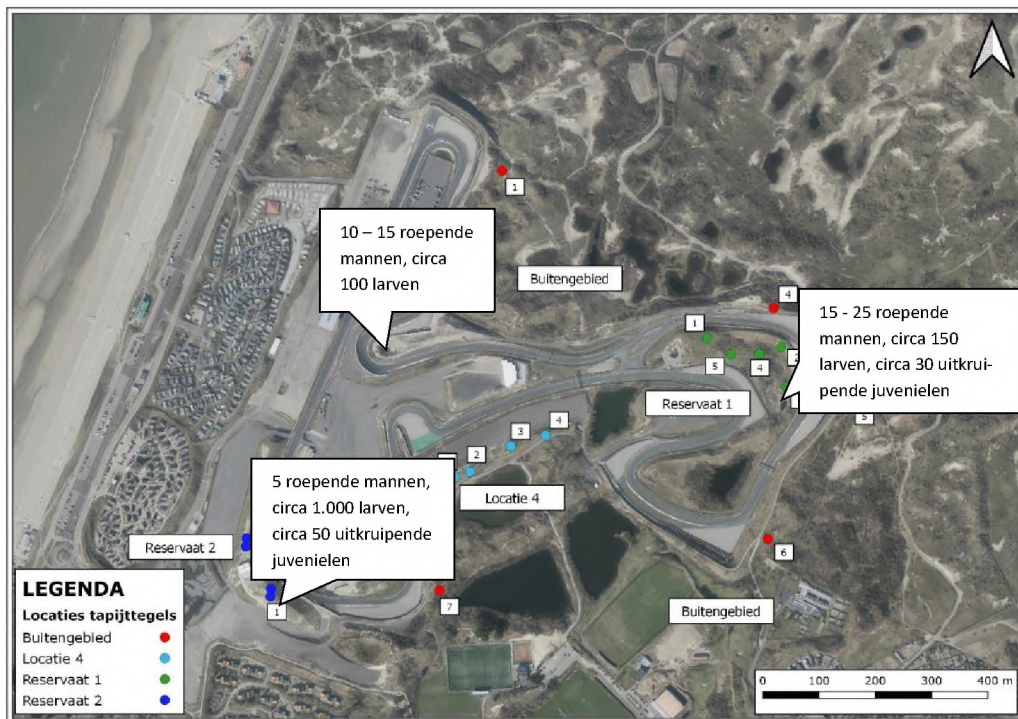 1
10 – 15 roepende
mannen, circa
100 larven
Buitengebied
4
15 - 25 roepende
mannen, circa 150
larven, circa 30 uitkrui-
pende juvenielen
1
5
4
Reservaat 1
5
4
3
2
5 roepende mannen,
circa 1.000 larven,
circa 50 uitkruipende
juvenielen
Locatie 4
Reservaat 2
6
1
7
Buitengebied
LEGENDA
Locaties tapijttegels
Buitengebied
Locatie 4
Reservaat 1
Reservaat 2
0 100 200 300 400 m